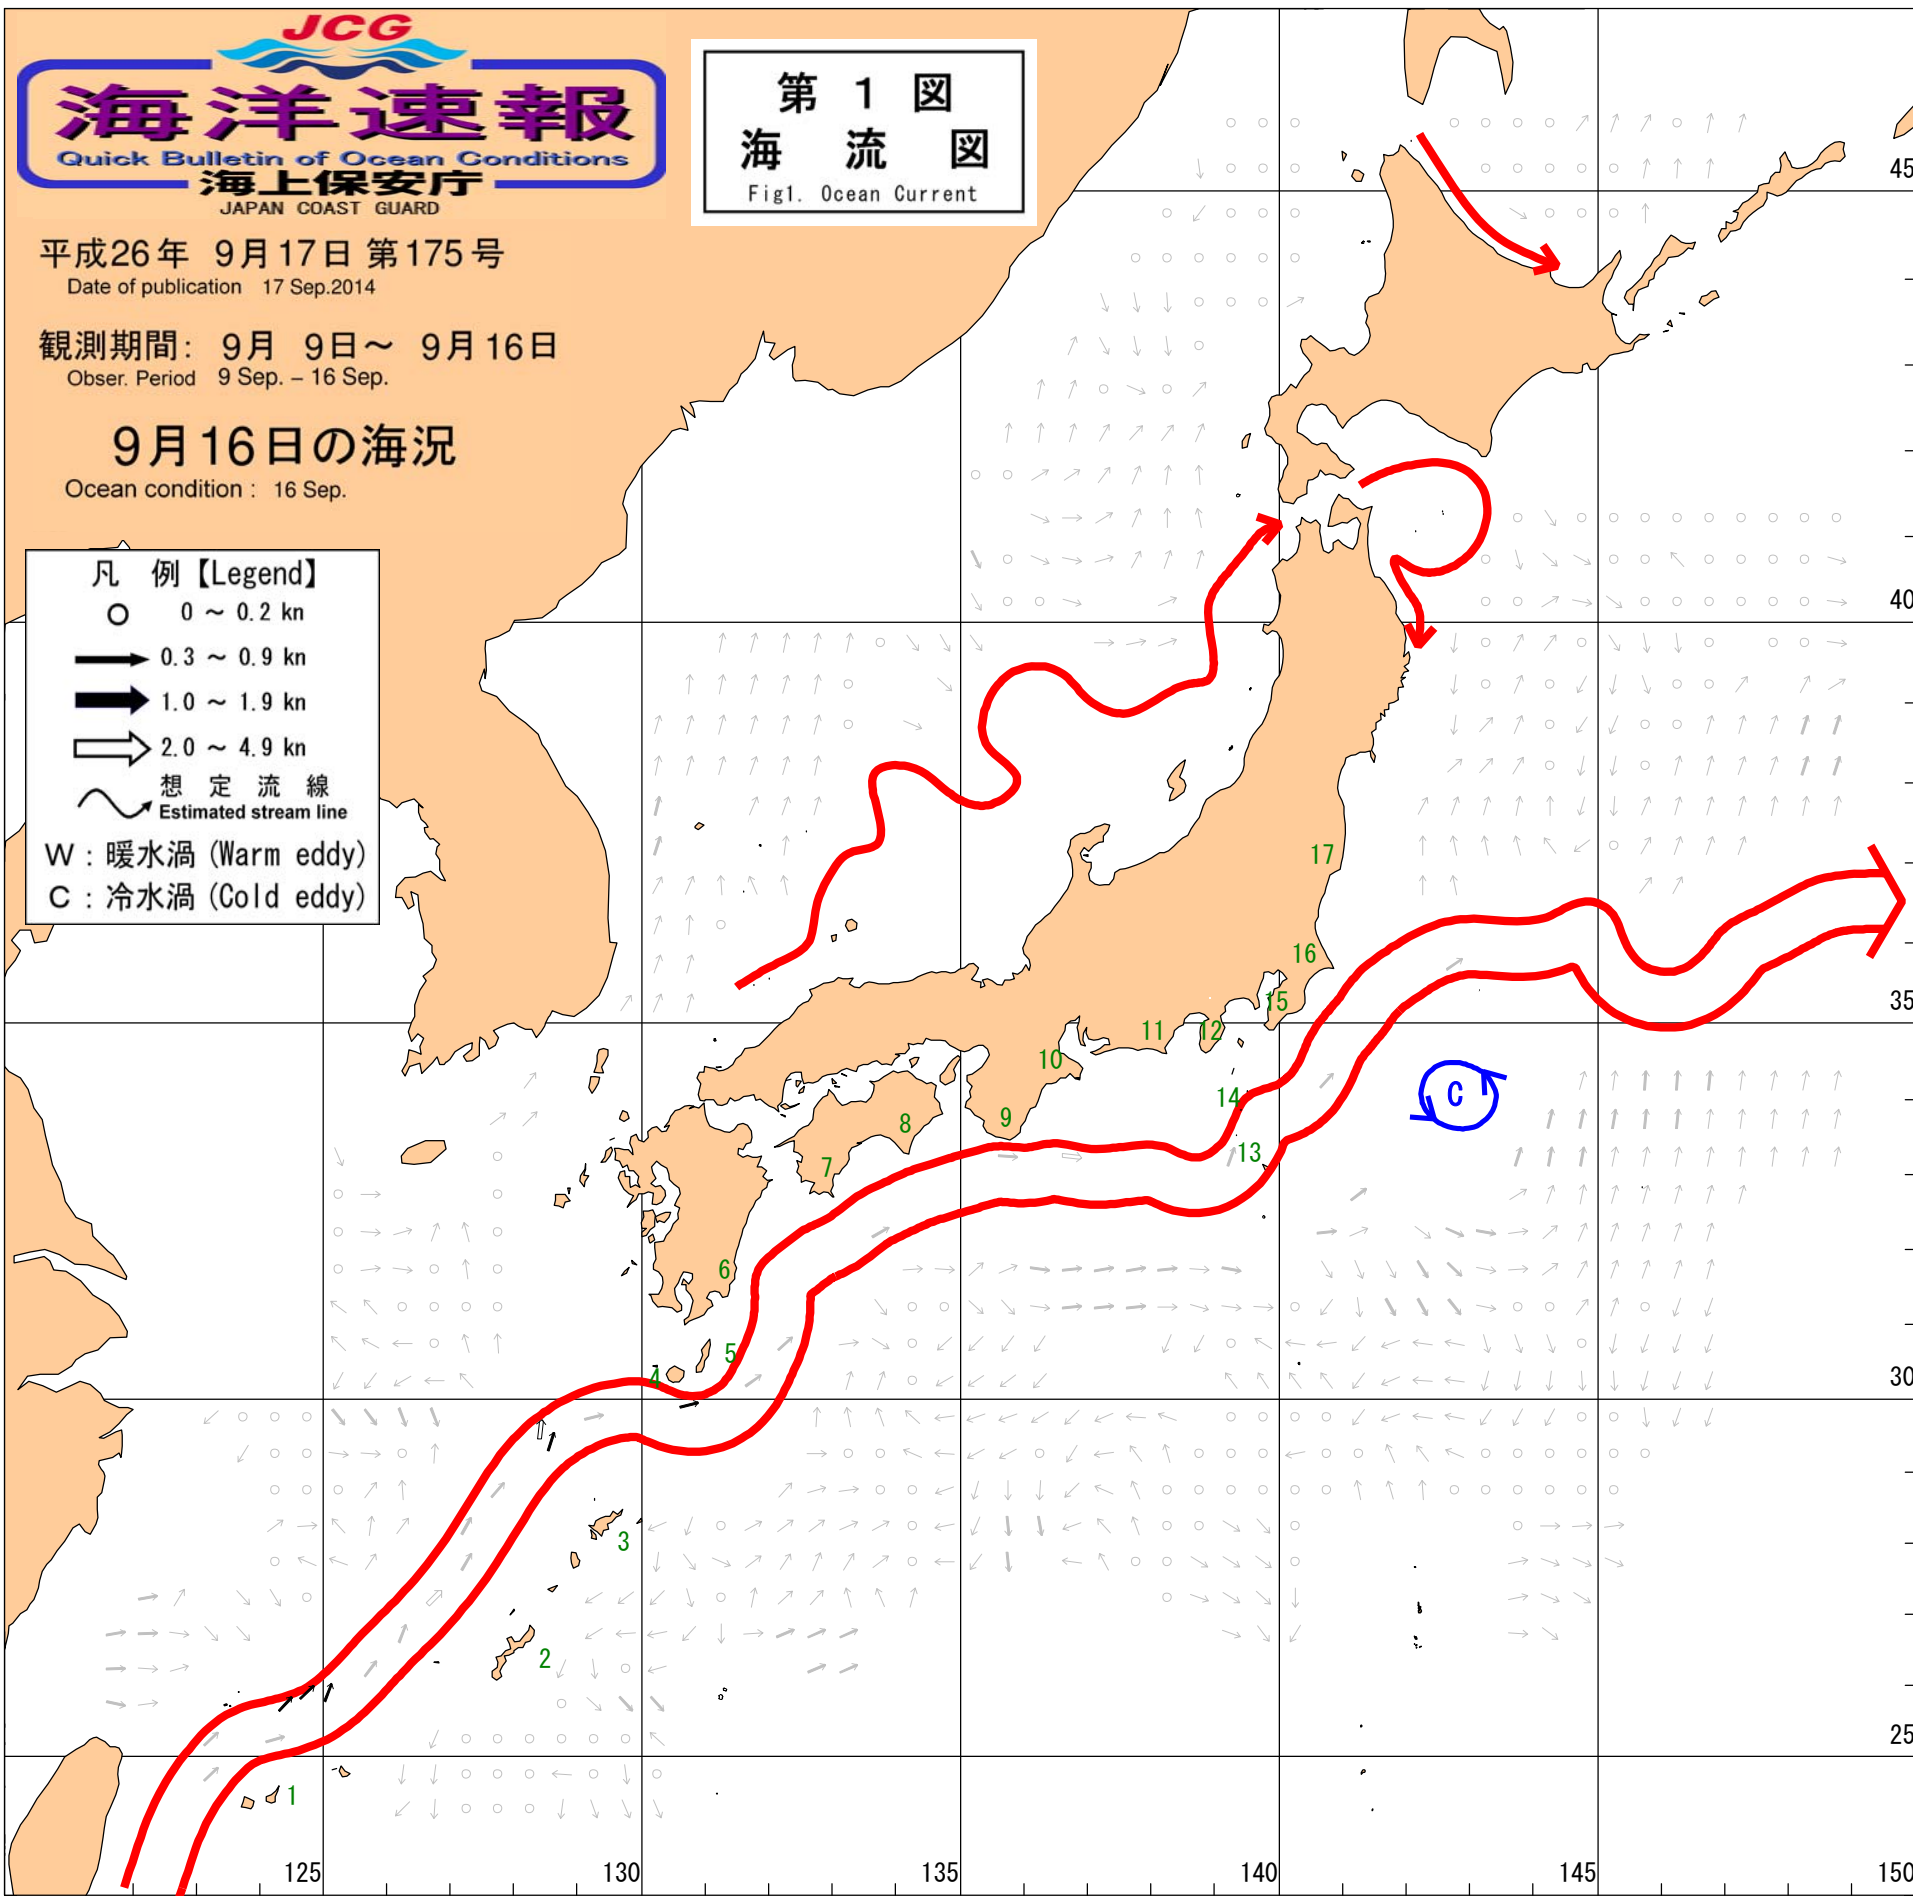 JCG
海洋速報
Quick Bulletin of Ocean Conditions
海上保安庁
JAPAN COAST GUARD
平成26年 9月17日 第175号
Date of publication 17 Sep.2014
観測期間: 9月 9日～ 9月16日
Obser. Period 9 Sep. – 16 Sep.
9月16日の海況
Ocean condition : 16 Sep.
第 1 図
海 流 図
Fig1. Ocean Current
凡 例【Legend】
0 ～ 0.2 kn
0.3 ～ 0.9 kn
1.0 ～ 1.9 kn
2.0 ～ 4.9 kn
想 定 流 線
Estimated stream line
W : 暖水渦 (Warm eddy)
C : 冷水渦 (Cold eddy)
45
40
17
16
35
15
11
12
10
14
C
8
9
13
7
6
5
4
30
3
2
25
1
125
130
135
140
145
150